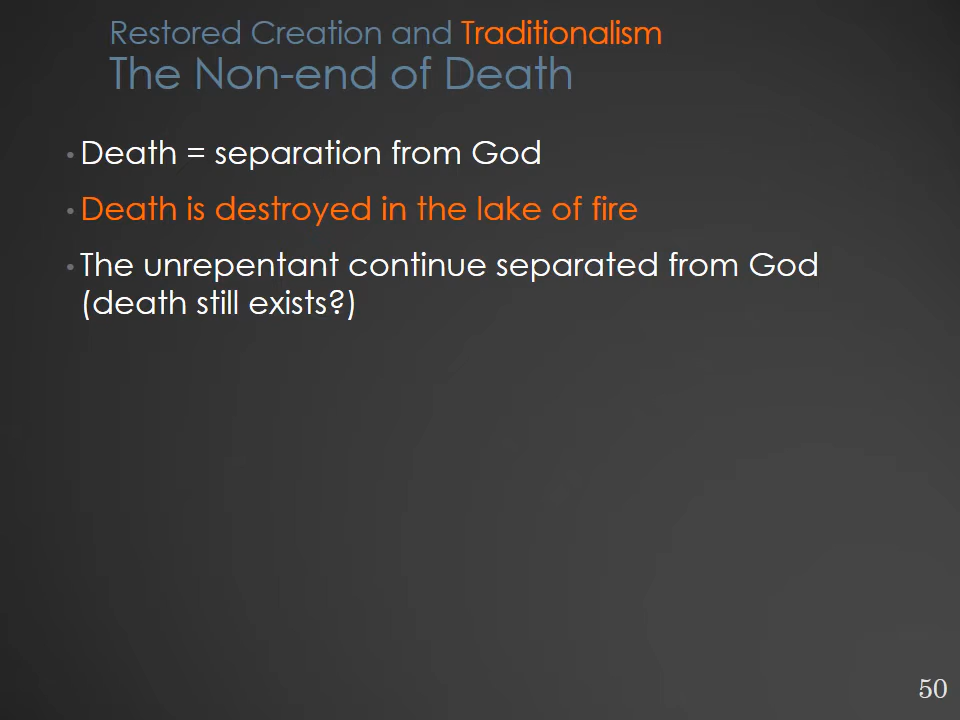 Restored Creation and Traditionalism
The Non-end of Death
• Death = separation from God
• Death is destroyed in the lake of fire
• The unrepentant continue separated from God
(death still exists?)
50